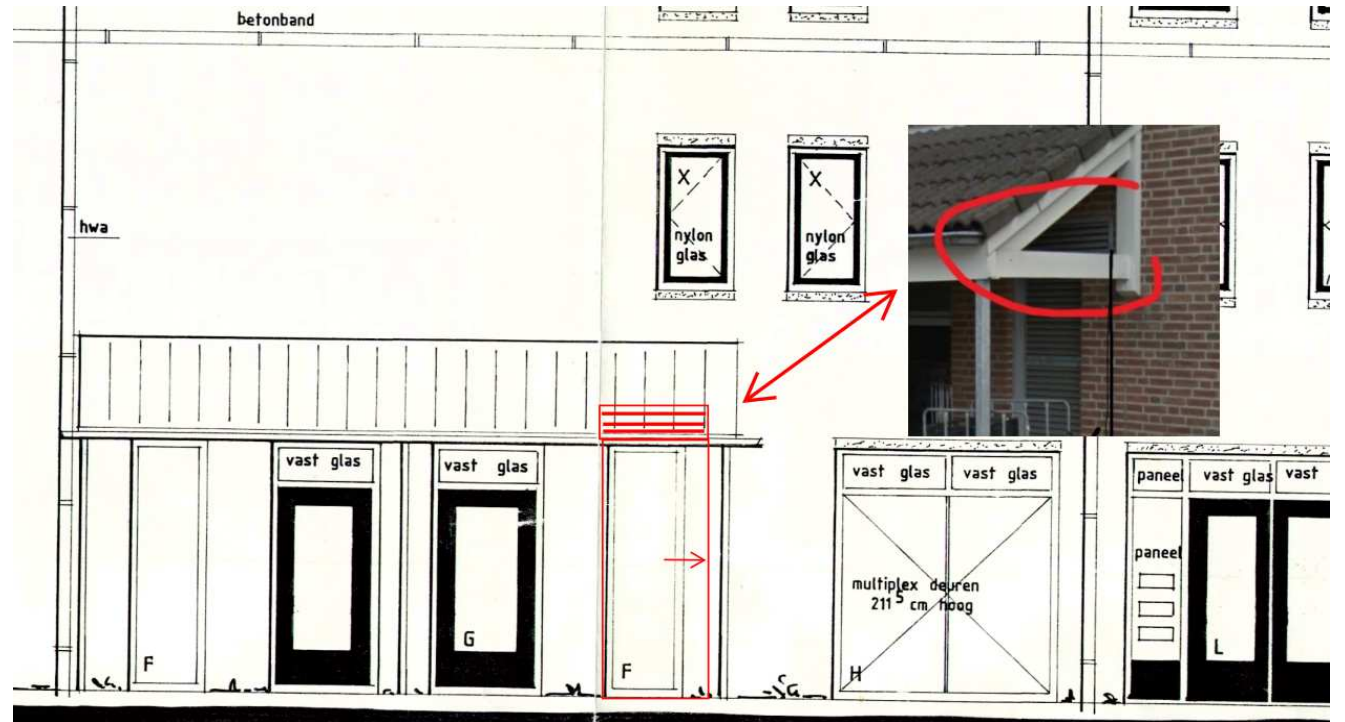 betonband
hwa
X
nylon
glas
X
nylon
glas
vast glas
vast glas
vast glas
vast glas
paneel
vast glas
vast
paneel
multiplex deuren
211⁵ cm hoog
F
G
F
H
L